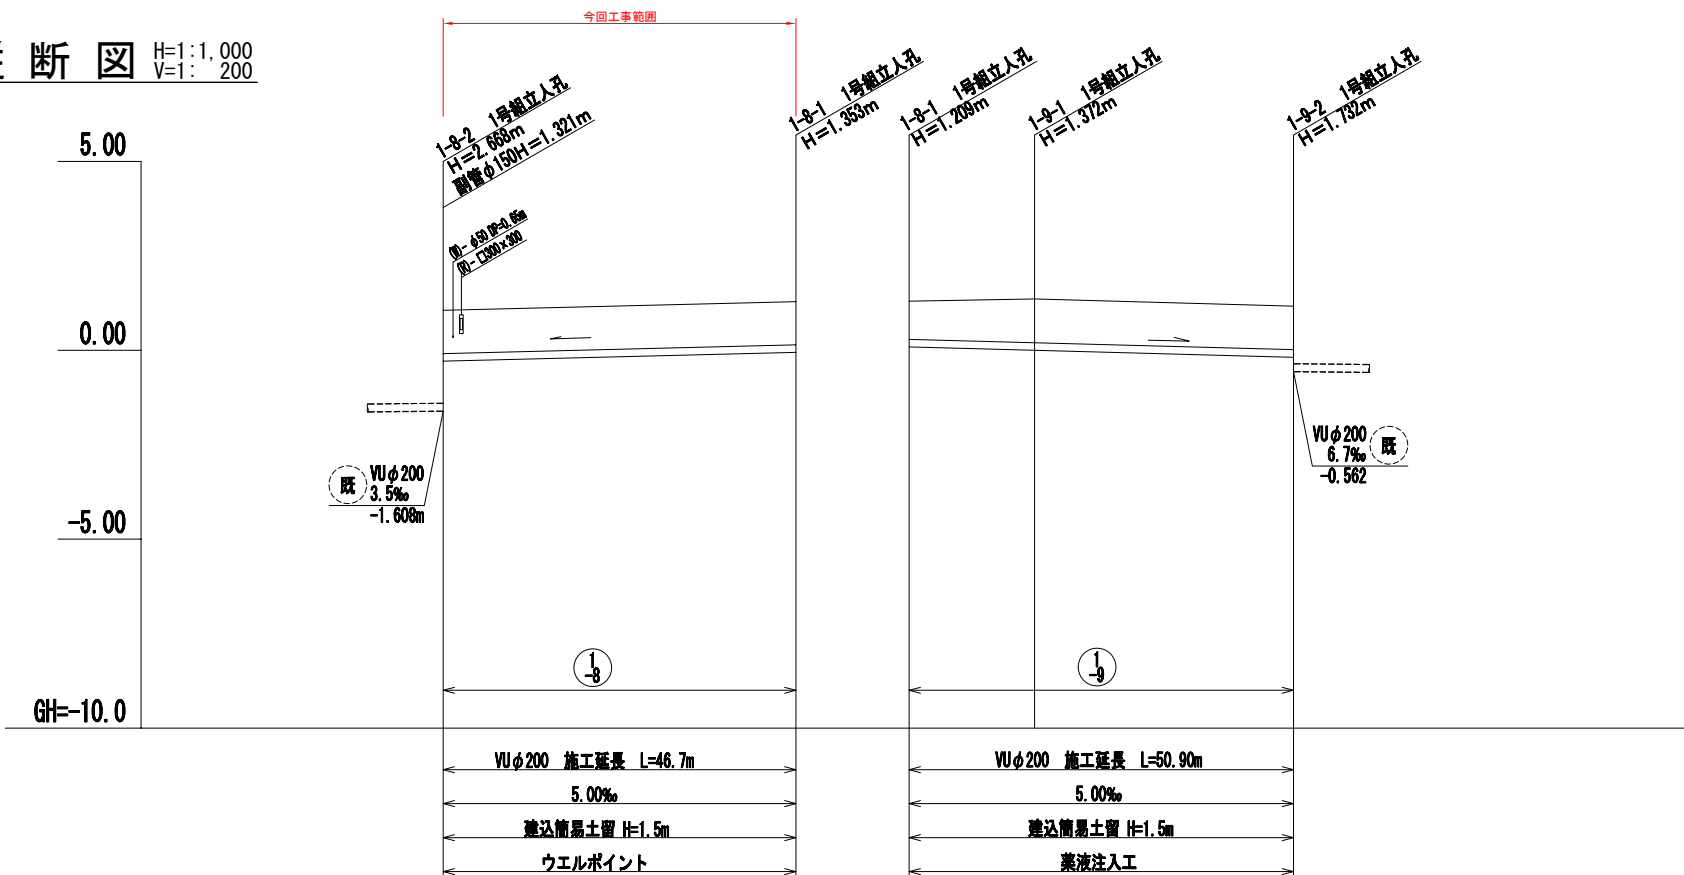 今回工事範囲
断 図 H=1:1,000
V=1: 200
1-8-2 1号組立人孔
H=2.668m
副管φ150H=1.321m
(W)- φ50 DP=0.65m
(K)- □300×300
1-8-1 1号組立人孔
H=1.353m
1-8-1 1号組立人孔
H=1.209m
1-9-1 1号組立人孔
H=1.372m
1-9-2 1号組立人孔
H=1.732m
5.00
0.00
-5.00
GH=-10.0
既
VUφ200
3.5‰
-1.608m
VUφ200
6.7‰
-0.562
既
1
-8
1
-9
VUφ200 施工延長 L=46.7m
5.00‰
建込簡易土留 H=1.5m
ウエルポイント
VUφ200 施工延長 L=50.90m
5.00‰
建込簡易土留 H=1.5m
薬液注入工